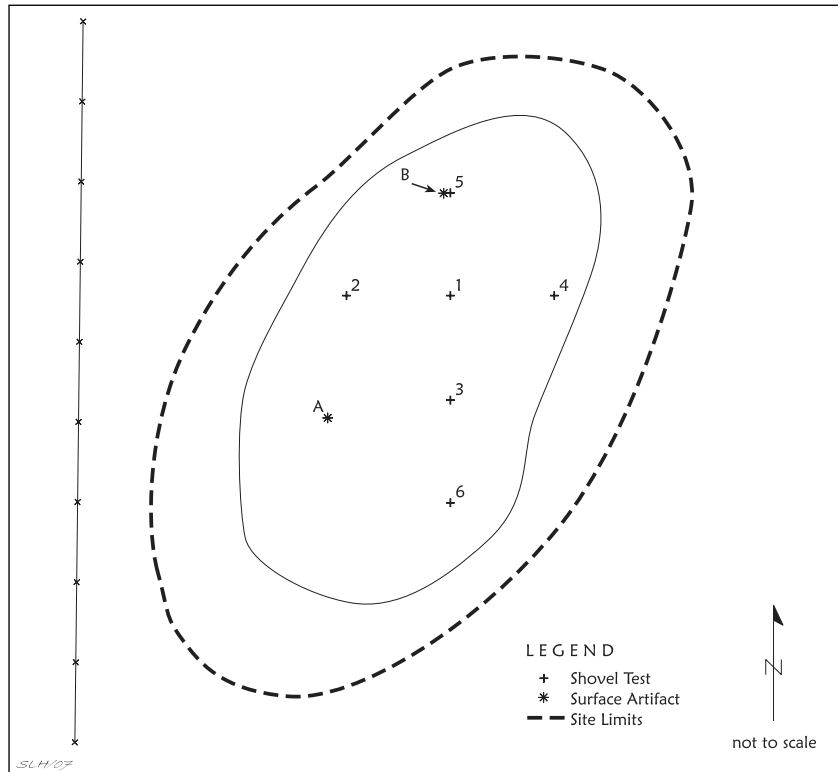 B
5
2
1
4
A
3
6
LEGEND
Shovel Test
Surface Artifact
Site Limits
N
not to scale
SLH/07